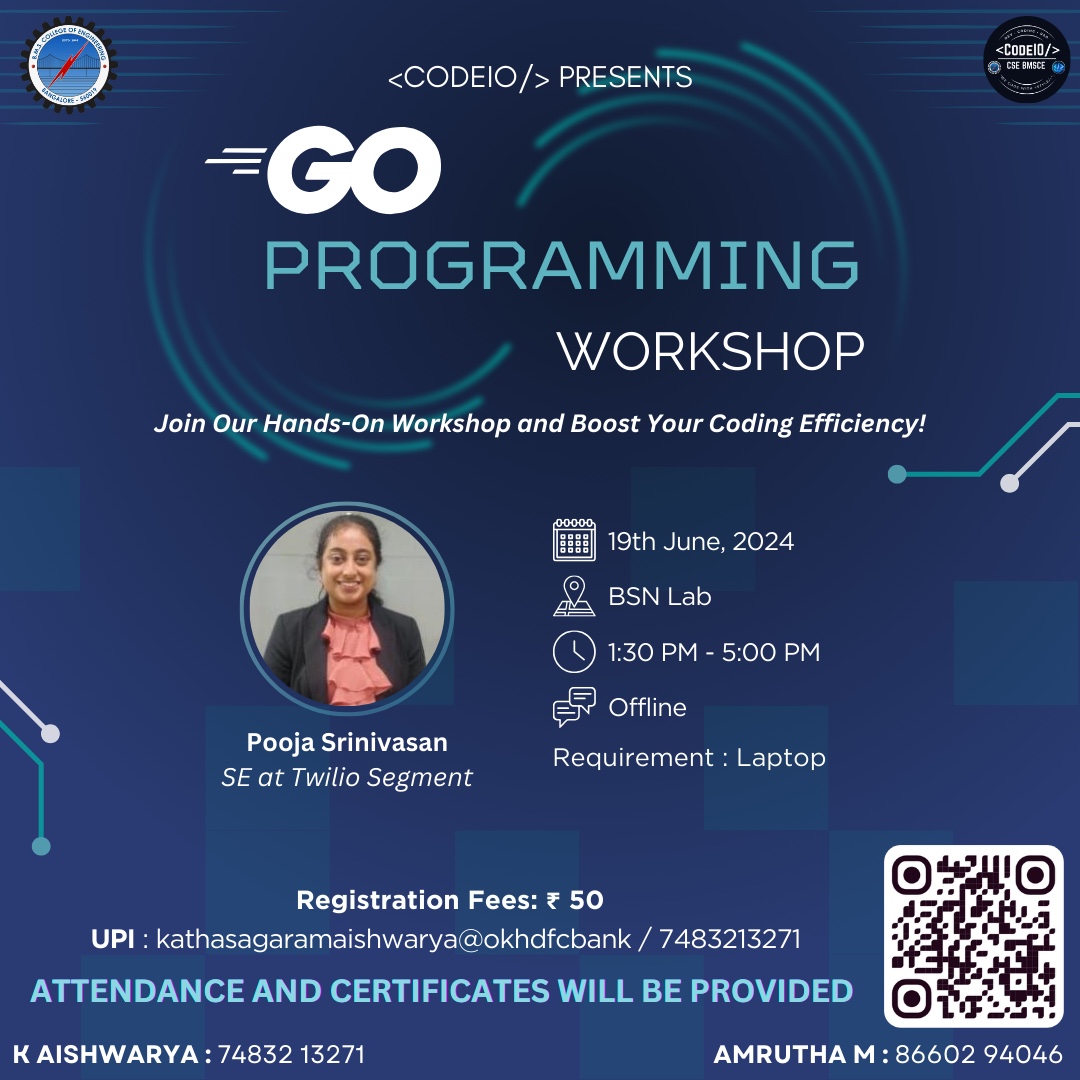 B.M.S. COLLEGE OF ENGINEERING
BANGALORE - 560019
<CODEIO/>
CSE BMSCE
<CODEIO/> PRESENTS
GO
PROGRAMMING
WORKSHOP
Join Our Hands-On Workshop and Boost Your Coding Efficiency!
19th June, 2024
BSN Lab
1:30 PM - 5:00 PM
Offline
Requirement : Laptop
Pooja Srinivasan
SE at Twilio Segment
Registration Fees: ₹ 50
UPI : kathasagaramaishwarya@okhdfcbank / 7483213271
ATTENDANCE AND CERTIFICATES WILL BE PROVIDED
K AISHWARYA : 74832 13271
AMRUTHA M : 86602 94046